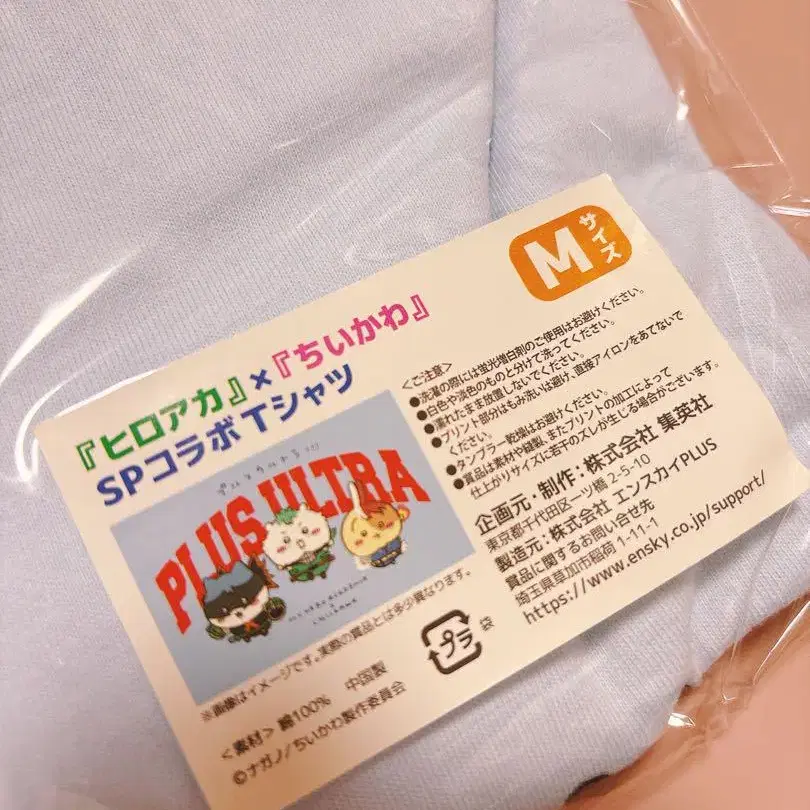 Mサイズ
『ヒロアカ』×『ちいかわ』
SPコラボTシャツ
PLUS ULTRA
※画像はイメージです。実際の賞品とは多少異なります。
<素材> 綿100% 中国製
©ナガノ/ちいかわ製作委員会
<ご注意>
●洗濯の際には蛍光増白剤のご使用はお避けください。
●白色や淡色のものと分けて洗ってください。
●濡れたまま放置しないでください。
●プリント部分はもみ洗いは避け、直接アイロンをあてないで
ください。
●タンブラー乾燥はお避けください。
●賞品は素材や縫製、またプリントの加工によって
仕上がりサイズに若干のズレが生じる場合がございます。
企画元・制作:株式会社 集英社
東京都千代田区一ツ橋 2-5-10
製造元:株式会社 エンスカイPLUS
賞品に関するお問い合せ先
埼玉県草加市稲荷 1-11-1
https://www.ensky.co.jp/support/
プラ 袋